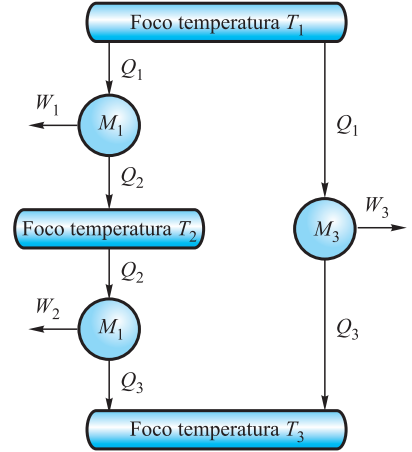 Foco temperatura T₁
Q₁
W₁
M₁
Q₁
Q₂
W₃
Foco temperatura T₂
M₃
Q₂
W₂
M₁
Q₃
Q₃
Foco temperatura T₃